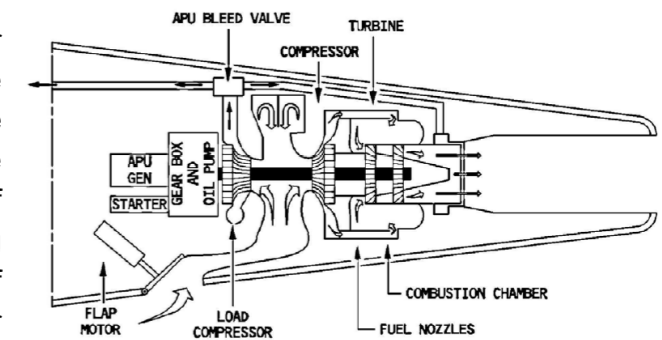 APU BLEED VALVE
TURBINE
COMPRESSOR
APU
GEN
GEAR BOX
AND
OIL PUMP
STARTER
FLAP
MOTOR
LOAD
COMPRESSOR
COMBUSTION CHAMBER
FUEL NOZZLES